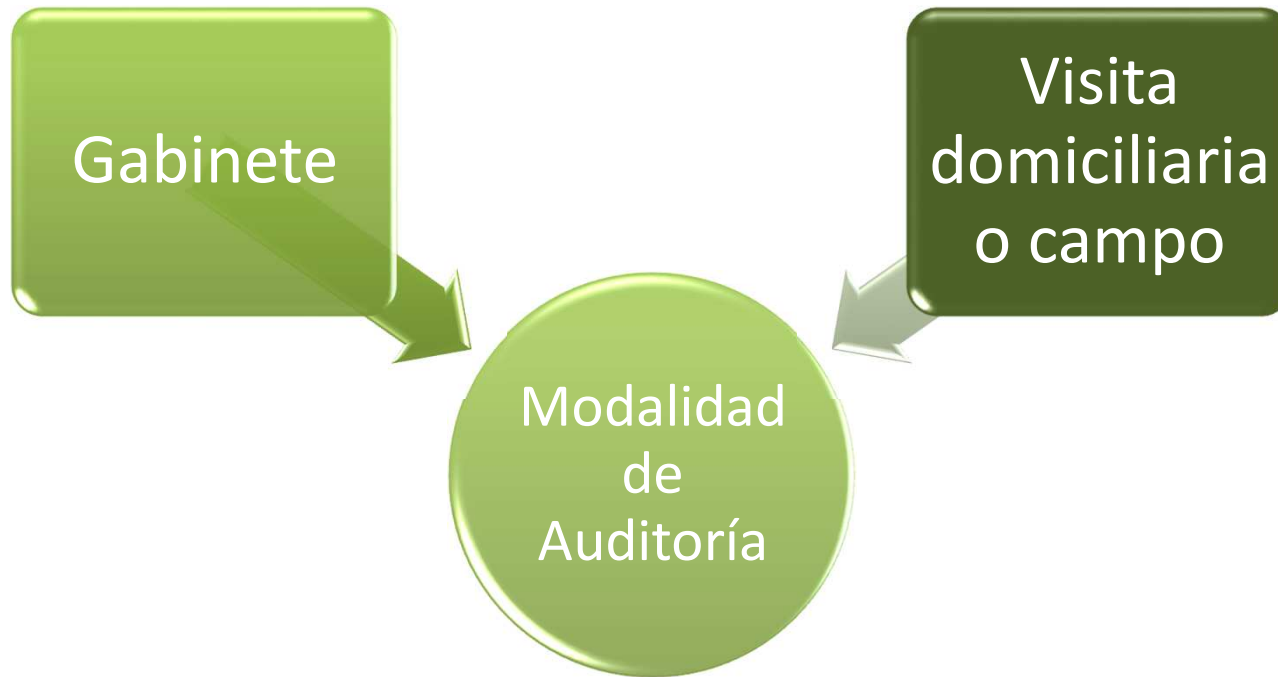 Gabinete
Visita
domiciliaria
o campo
Modalidad
de
Auditoría